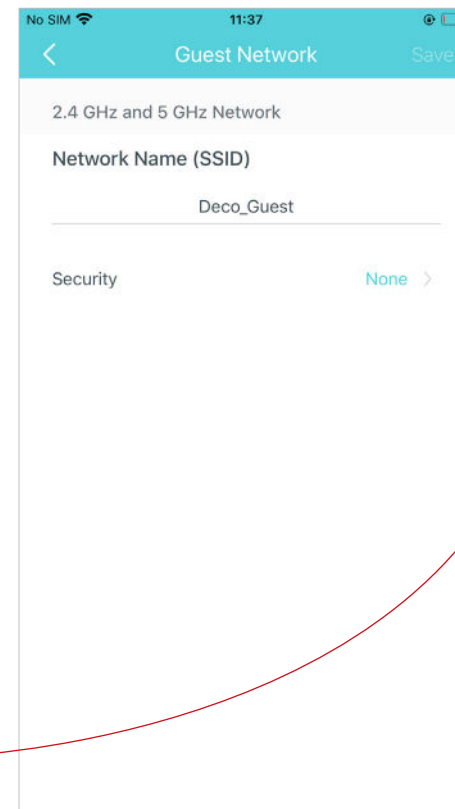 No SIM 11:37
Guest Network Save
2.4 GHz and 5 GHz Network
Network Name (SSID)
Deco_Guest
Security None